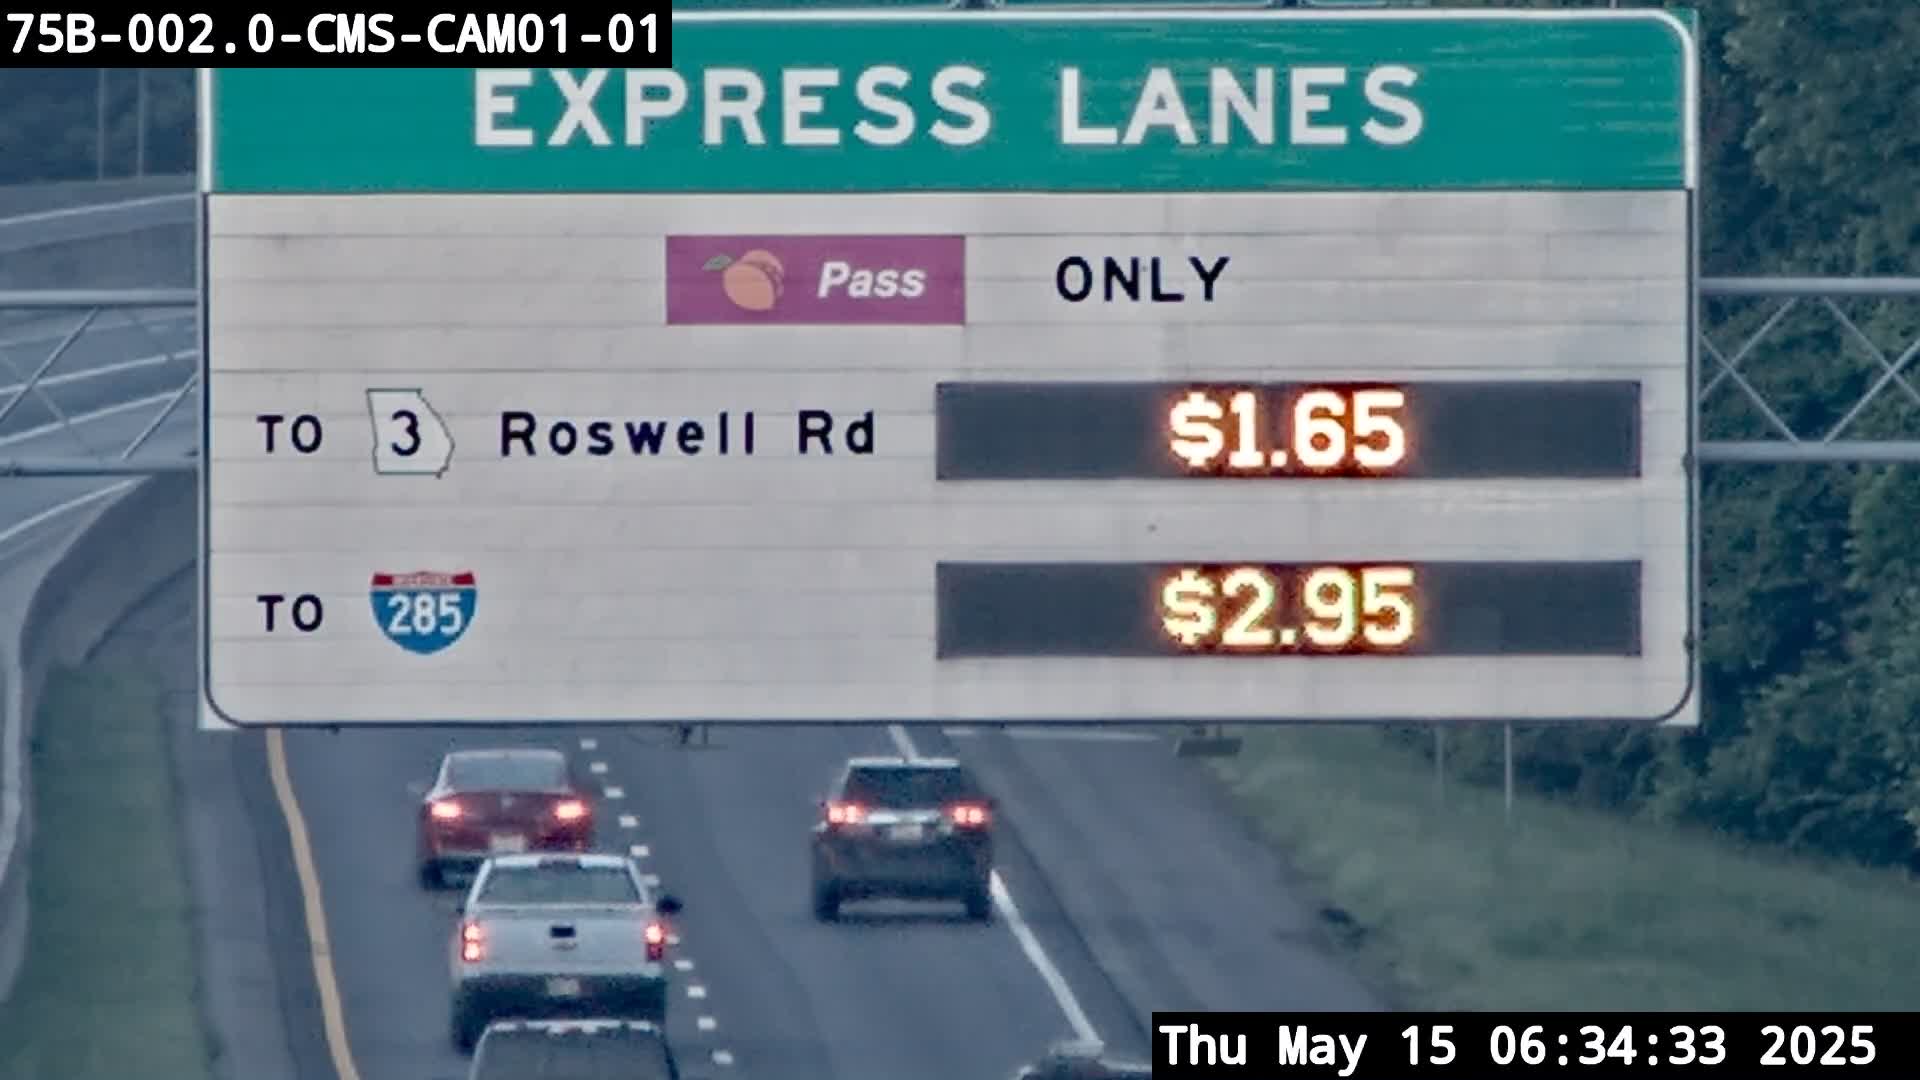 75B-002.0-CMS-CAM01-01
EXPRESS LANES
Pass ONLY
TO 3 Roswell Rd $1.65
TO 285 $2.95
Thu May 15 06:34:33 2025